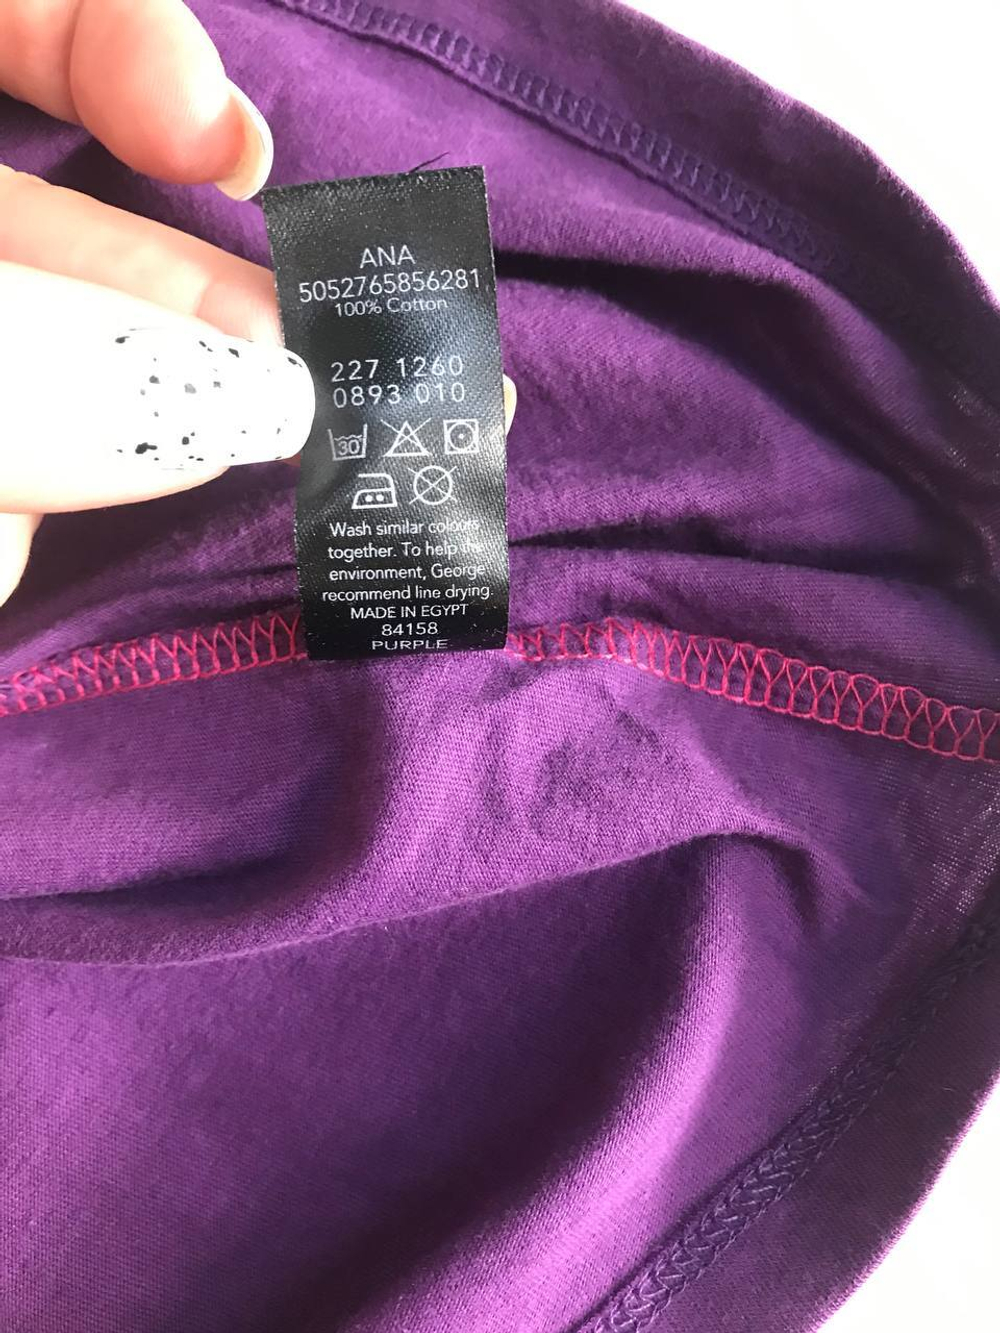 ANA
5052765856281
100% Cotton
227 1260
0893 010
30
Wash similar colours
together. To help the
environment, George
recommend line drying.
MADE IN EGYPT
84158
PURPLE